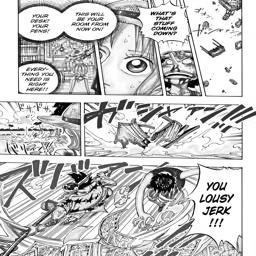 WHAT'S
THAT
STUFF
COMING
DOWN?
THIS WILL
BE YOUR
ROOM FROM
NOW ON!
YOUR
DESK!
YOUR
PENS!
EVERY-
THING YOU
NEED IS
RIGHT
HERE!!
YOU
LOUSY
JERK
!!!